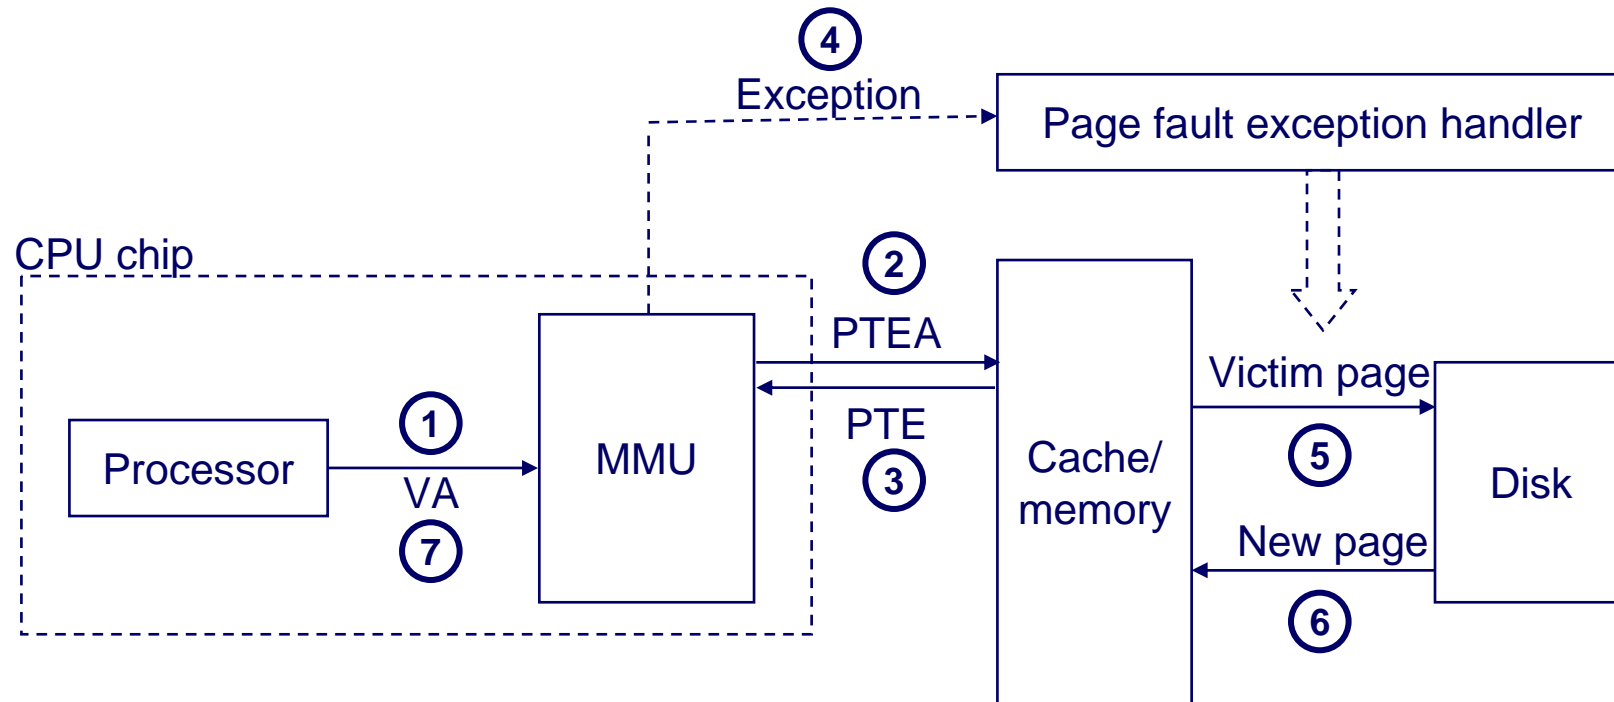 4
Exception
Page fault exception handler
CPU chip
2
PTEA
Victim page
1
PTE
Processor
MMU
Cache/
memory
5
Disk
VA
3
7
New page
6